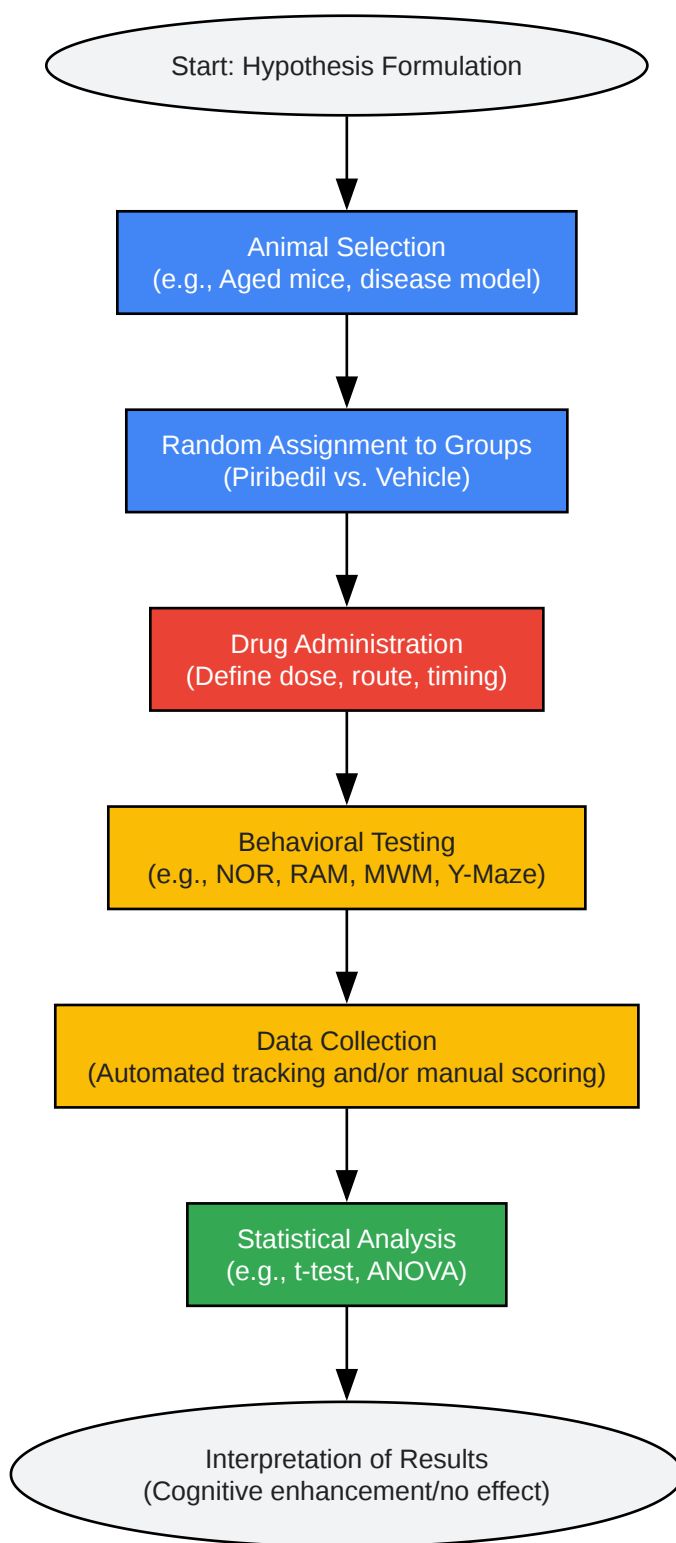 Start: Hypothesis Formulation
Animal Selection
(e.g., Aged mice, disease model)
Random Assignment to Groups
(Piribedil vs. Vehicle)
Drug Administration
(Define dose, route, timing)
Behavioral Testing
(e.g., NOR, RAM, MWM, Y-Maze)
Data Collection
(Automated tracking and/or manual scoring)
Statistical Analysis
(e.g., t-test, ANOVA)
Interpretation of Results
(Cognitive enhancement/no effect)